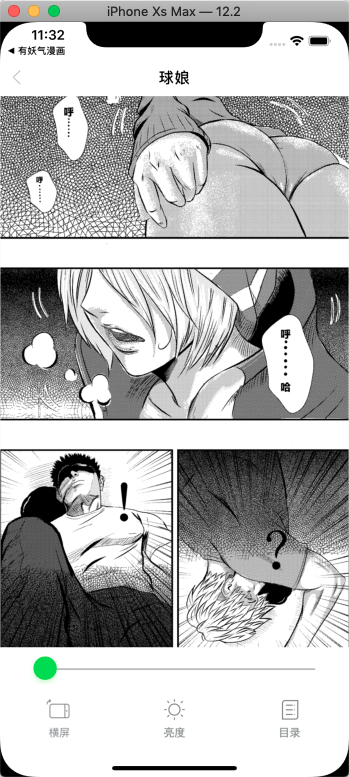 iPhone Xs Max — 12.2
11:32
◀ 有妖气漫画
球娘
呼……
呼……
呼……哈
!
?
横屏
亮度
目录